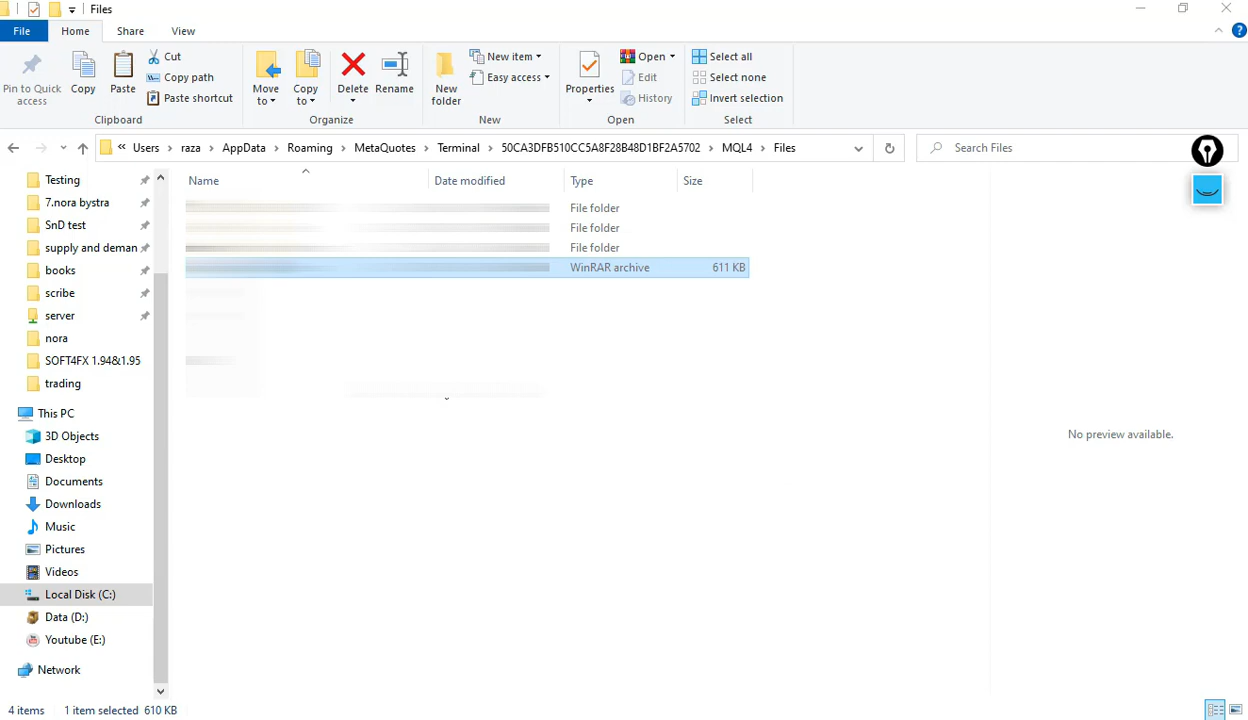 Files
File Home Share View
Pin to Quick access
Copy
Paste
Cut
Copy path
Paste shortcut
Clipboard
Move to
Copy to
Delete
Rename
Organize
New folder
New item
Easy access
New
Properties
Open
Edit
History
Open
Select all
Select none
Invert selection
Select
« Users › raza › AppData › Roaming › MetaQuotes › Terminal › 50CA3DFB510CC5A8F28B48D1BF2A5702 › MQL4 › Files
Search Files
Testing
7.nora bystra
SnD test
supply and deman
books
scribe
server
nora
SOFT4FX 1.94&1.95
trading
This PC
3D Objects
Desktop
Documents
Downloads
Music
Pictures
Videos
Local Disk (C:)
Data (D:)
Youtube (E:)
Network
Name Date modified Type Size
File folder
File folder
File folder
WinRAR archive 611 KB
No preview available.
4 items 1 item selected 610 KB